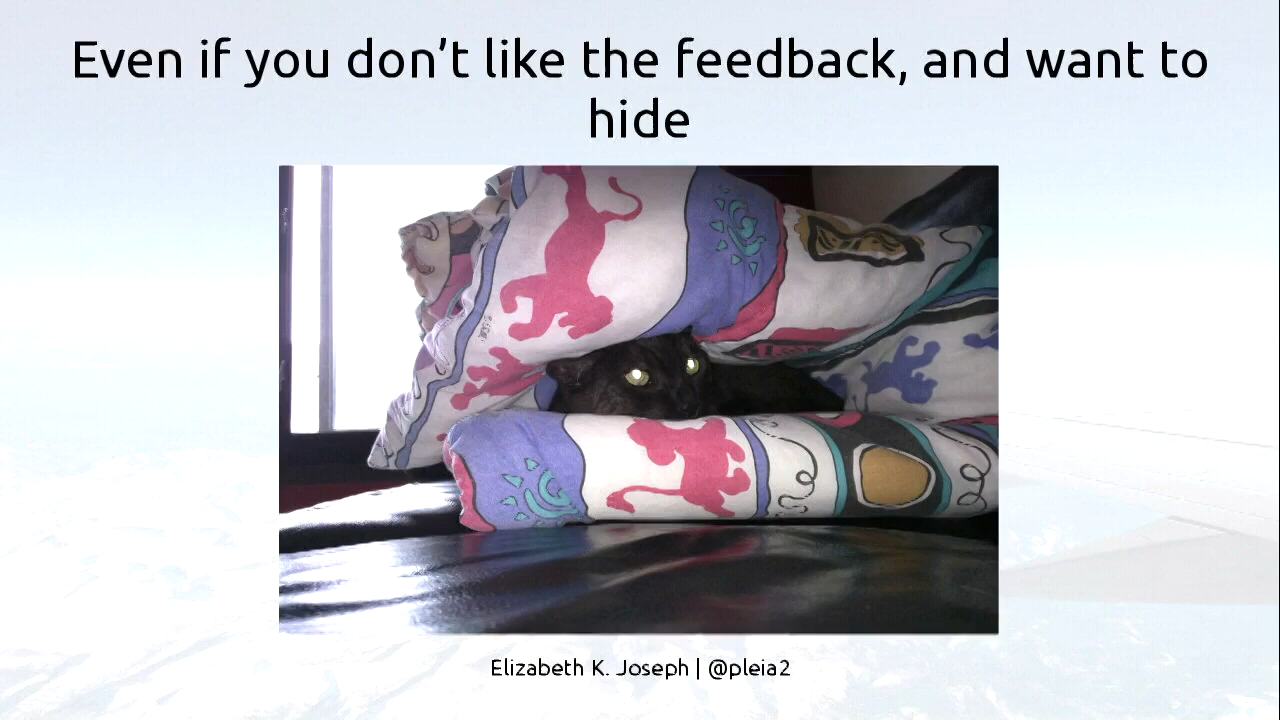 Even if you don’t like the feedback, and want to
hide
Elizabeth K. Joseph | @pleia2